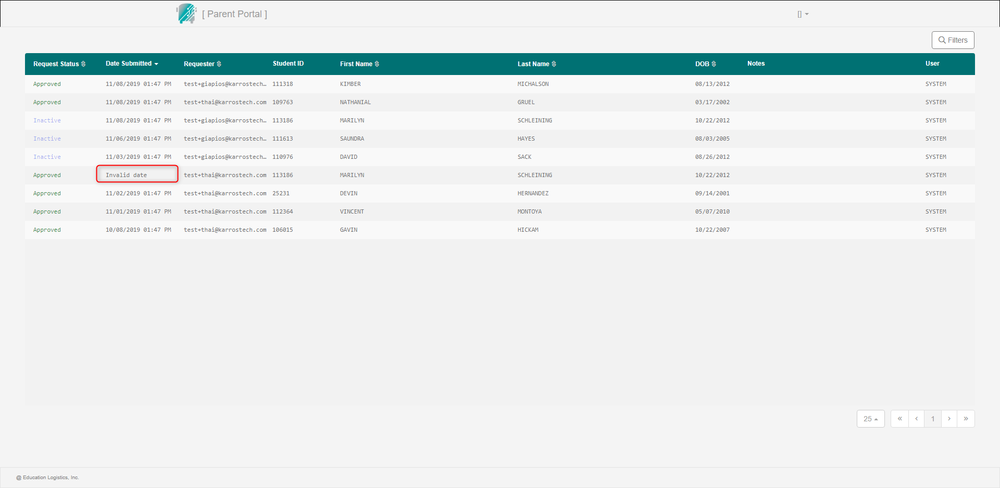 [ Parent Portal ] []
Filters
Request Status Date Submitted Requester Student ID First Name Last Name DOB Notes User
Approved 11/08/2019 01:47 PM test+giapios@karrostech… 111318 KIMBER MICHALSON 08/13/2012 SYSTEM
Approved 11/08/2019 01:47 PM test+thai@karrostech.com 109763 NATHANIAL GRUEL 03/17/2002 SYSTEM
Inactive 11/08/2019 01:47 PM test+giapios@karrostech… 113186 MARILYN SCHLEINING 10/22/2012 SYSTEM
Inactive 11/06/2019 01:47 PM test+giapios@karrostech… 111613 SAUNDRA HAYES 08/03/2005 SYSTEM
Inactive 11/03/2019 01:47 PM test+giapios@karrostech… 110976 DAVID SACK 08/26/2012 SYSTEM
Approved Invalid date test+thai@karrostech.com 113186 MARILYN SCHLEINING 10/22/2012 SYSTEM
Approved 11/02/2019 01:47 PM test+thai@karrostech.com 25231 DEVIN HERNANDEZ 09/14/2001 SYSTEM
Approved 11/01/2019 01:47 PM test+thai@karrostech.com 112364 VINCENT MONTOYA 05/07/2010 SYSTEM
Approved 10/08/2019 01:47 PM test+thai@karrostech.com 106015 GAVIN HICKAM 10/22/2007 SYSTEM
25 « ‹ 1 › »
@ Education Logistics, Inc.